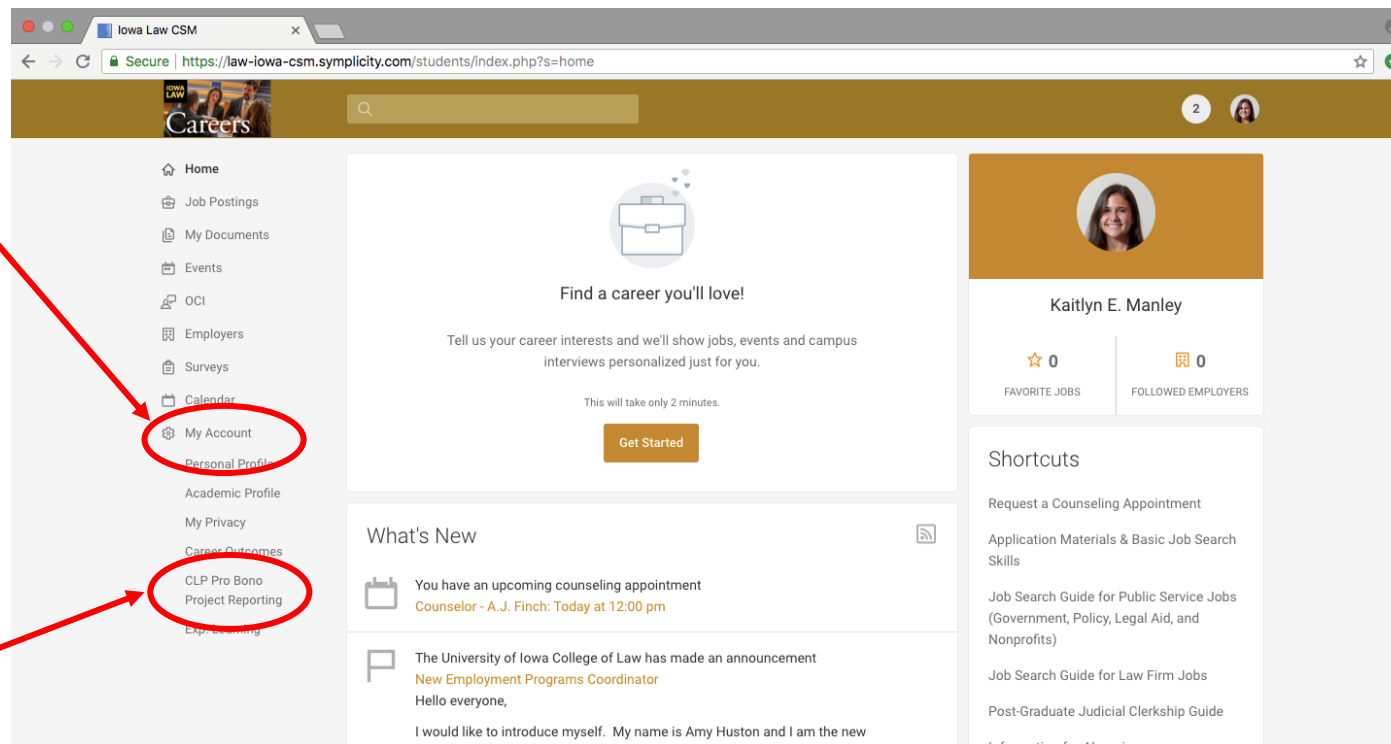 Iowa Law CSM
Secure | https://law-iowa-csm.symplicity.com/students/index.php?s=home
IOWA
LAW
Careers
2
Home
Job Postings
My Documents
Events
OCI
Employers
Surveys
Calendar
My Account
Personal Profile
Academic Profile
My Privacy
Career Outcomes
CLP Pro Bono
Project Reporting
Exp. Learning
Find a career you'll love!
Tell us your career interests and we'll show jobs, events and campus
interviews personalized just for you.
This will take only 2 minutes.
Get Started
What's New
You have an upcoming counseling appointment
Counselor - A.J. Finch: Today at 12:00 pm
The University of Iowa College of Law has made an announcement
New Employment Programs Coordinator
Hello everyone,
I would like to introduce myself. My name is Amy Huston and I am the new
Kaitlyn E. Manley
0
FAVORITE JOBS
0
FOLLOWED EMPLOYERS
Shortcuts
Request a Counseling Appointment
Application Materials & Basic Job Search
Skills
Job Search Guide for Public Service Jobs
(Government, Policy, Legal Aid, and
Nonprofits)
Job Search Guide for Law Firm Jobs
Post-Graduate Judicial Clerkship Guide